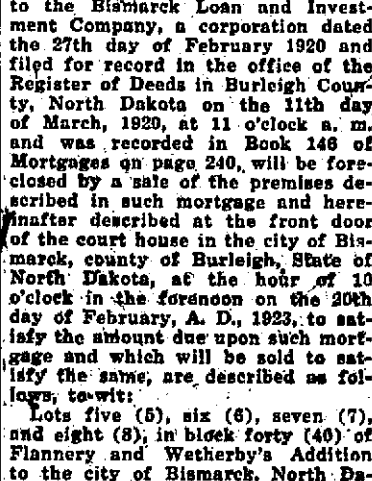 to the Bismarck Loan and Invest-
ment Company, a corporation dated
the 27th day of February 1920 and
filed for record in the office of the
Register of Deeds in Burleigh Coun-
ty, North Dakota on the 11th day
of March, 1920, at 11 o'clock a. m.
and was recorded in Book 146 of
Mortgages on page 240, will be fore-
closed by a sale of the premises de-
scribed in such mortgage and here-
inafter described at the front door
of the court house in the city of Bis-
marck, county of Burleigh, State of
North Dakota, at the hour of 10
o'clock in the forenoon on the 20th
day of February, A. D., 1923, to sat-
isfy the amount due upon such mort-
gage and which will be sold to sat-
isfy the same, are described as fol-
lows, to-wit:
Lots five (5), six (6), seven (7),
and eight (8), in block forty (40) of
Flannery and Wetherby's Addition
to the city of Bismarck, North Da-